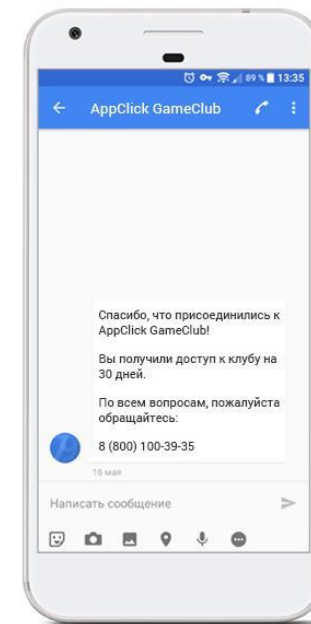 89 % 13:35
AppClick GameClub
Спасибо, что присоединились к
AppClick GameClub!
Вы получили доступ к клубу на
30 дней.
По всем вопросам, пожалуйста
обращайтесь:
8 (800) 100-39-35
16 мая
Написать сообщение